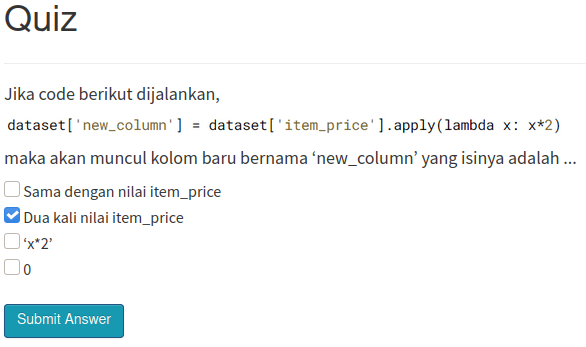 Quiz
Jika code berikut dijalankan,
dataset['new_column'] = dataset['item_price'].apply(lambda x: x*2)
maka akan muncul kolom baru bernama ‘new_column’ yang isinya adalah ...
Sama dengan nilai item_price
Dua kali nilai item_price
‘x*2’
0
Submit Answer